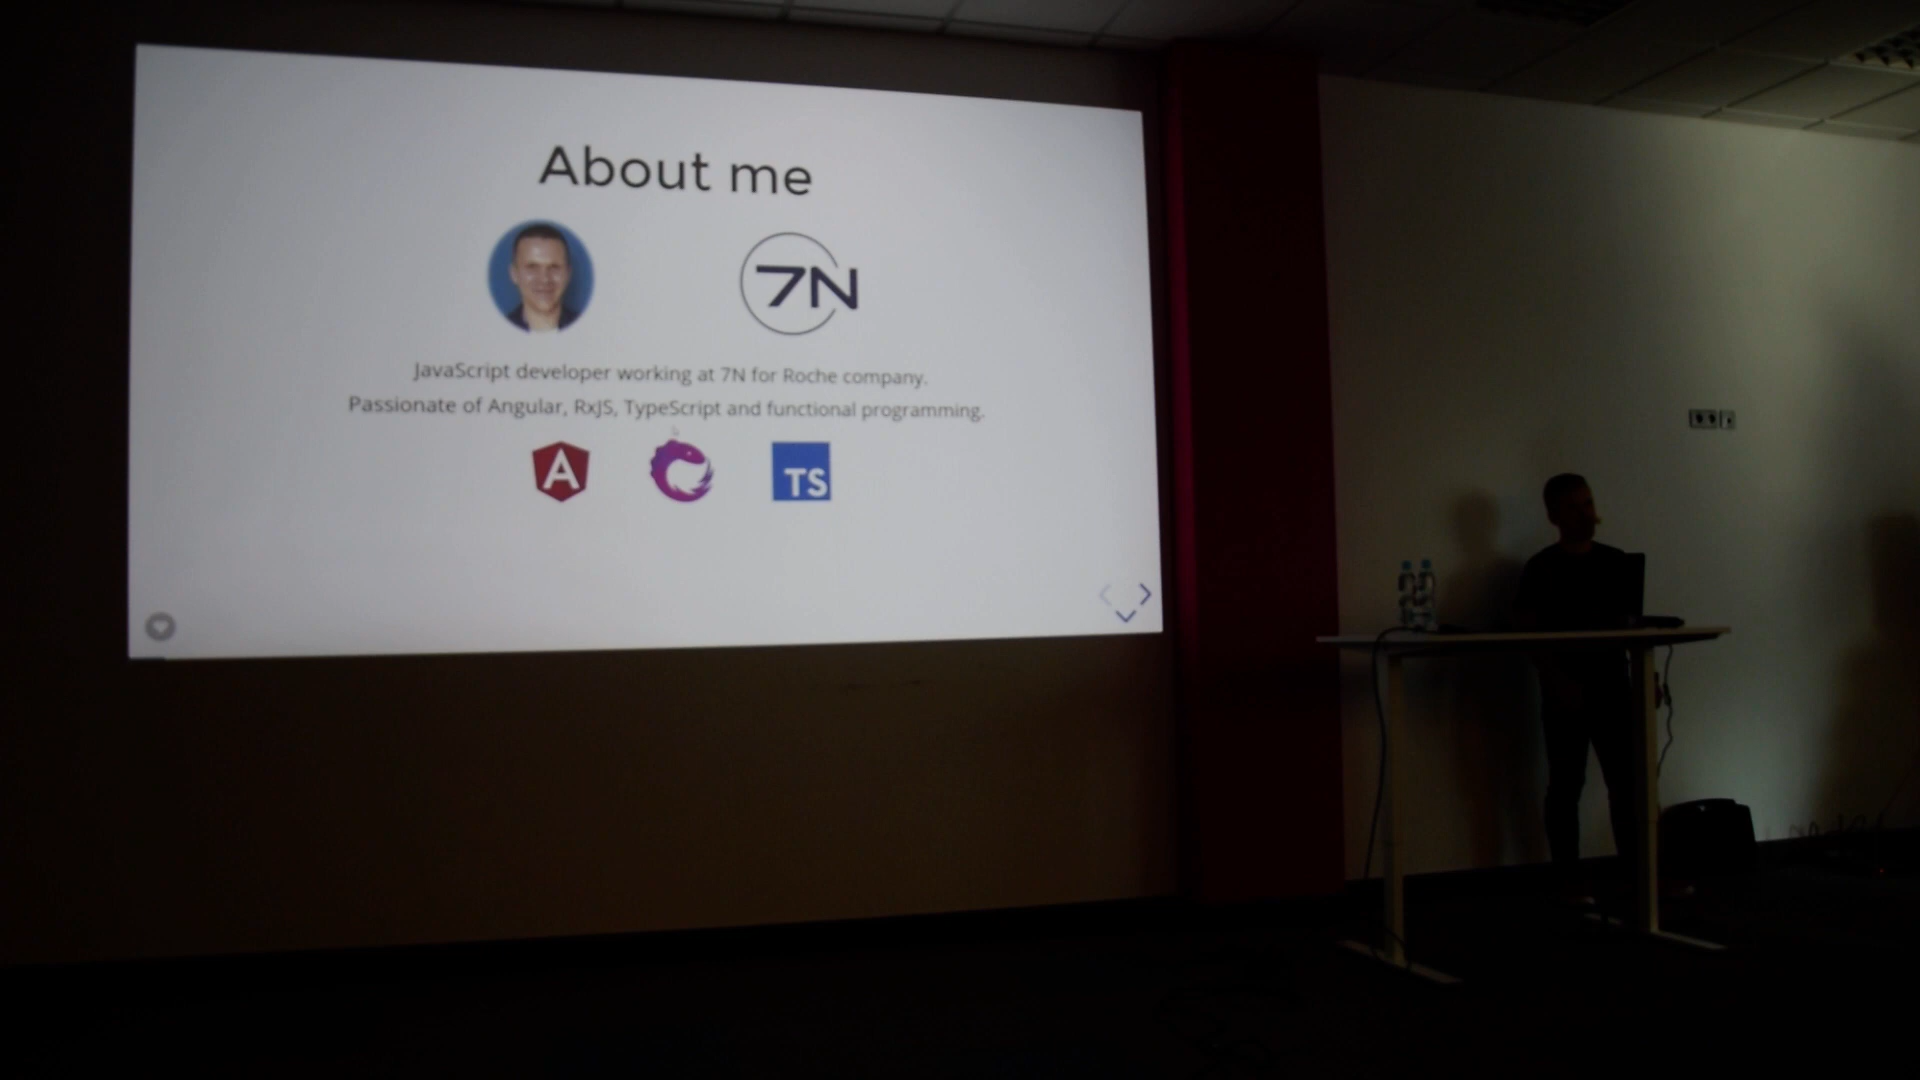 About me
7N
JavaScript developer working at 7N for Roche company.
Passionate of Angular, RxJS, TypeScript and functional programming.
A
TS